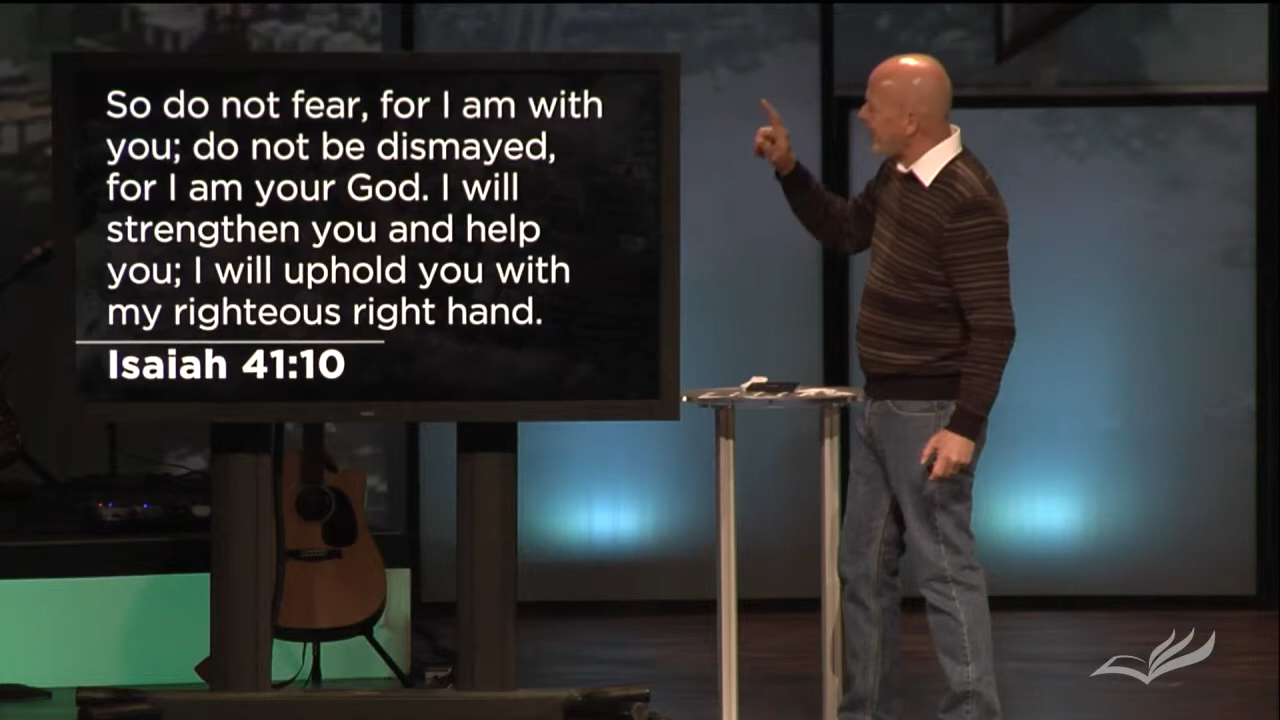 So do not fear, for I am with
you; do not be dismayed,
for I am your God. I will
strengthen you and help
you; I will uphold you with
my righteous right hand.
Isaiah 41:10